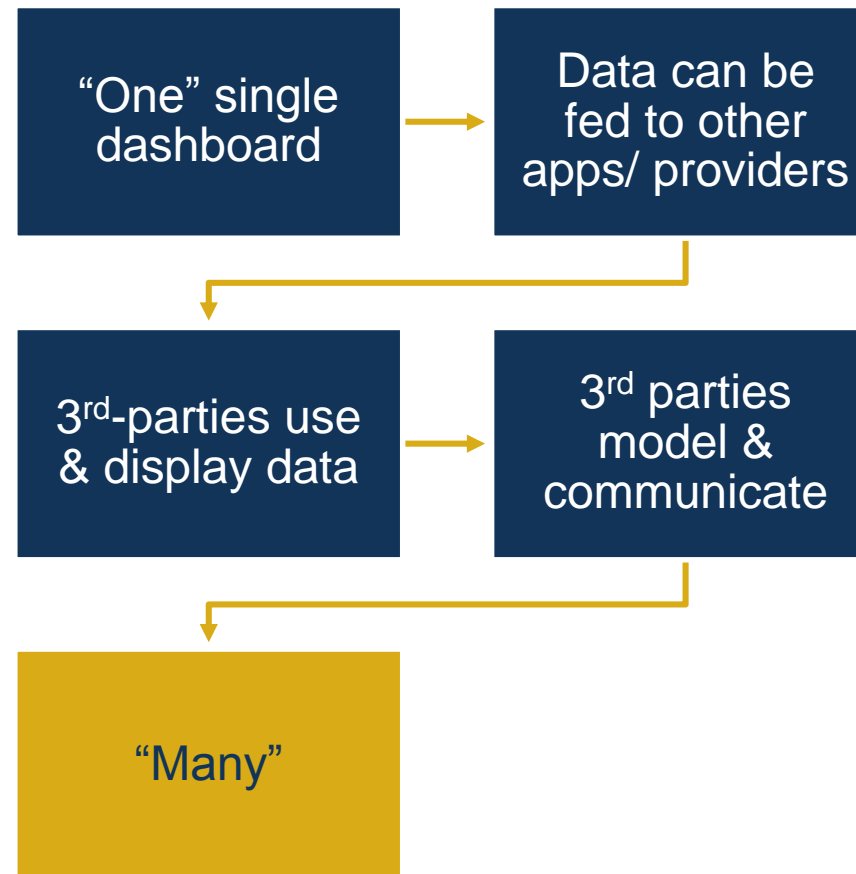 “One” single
dashboard
Data can be
fed to other
apps/ providers
3rd-parties use
& display data
3rd parties
model &
communicate
“Many”